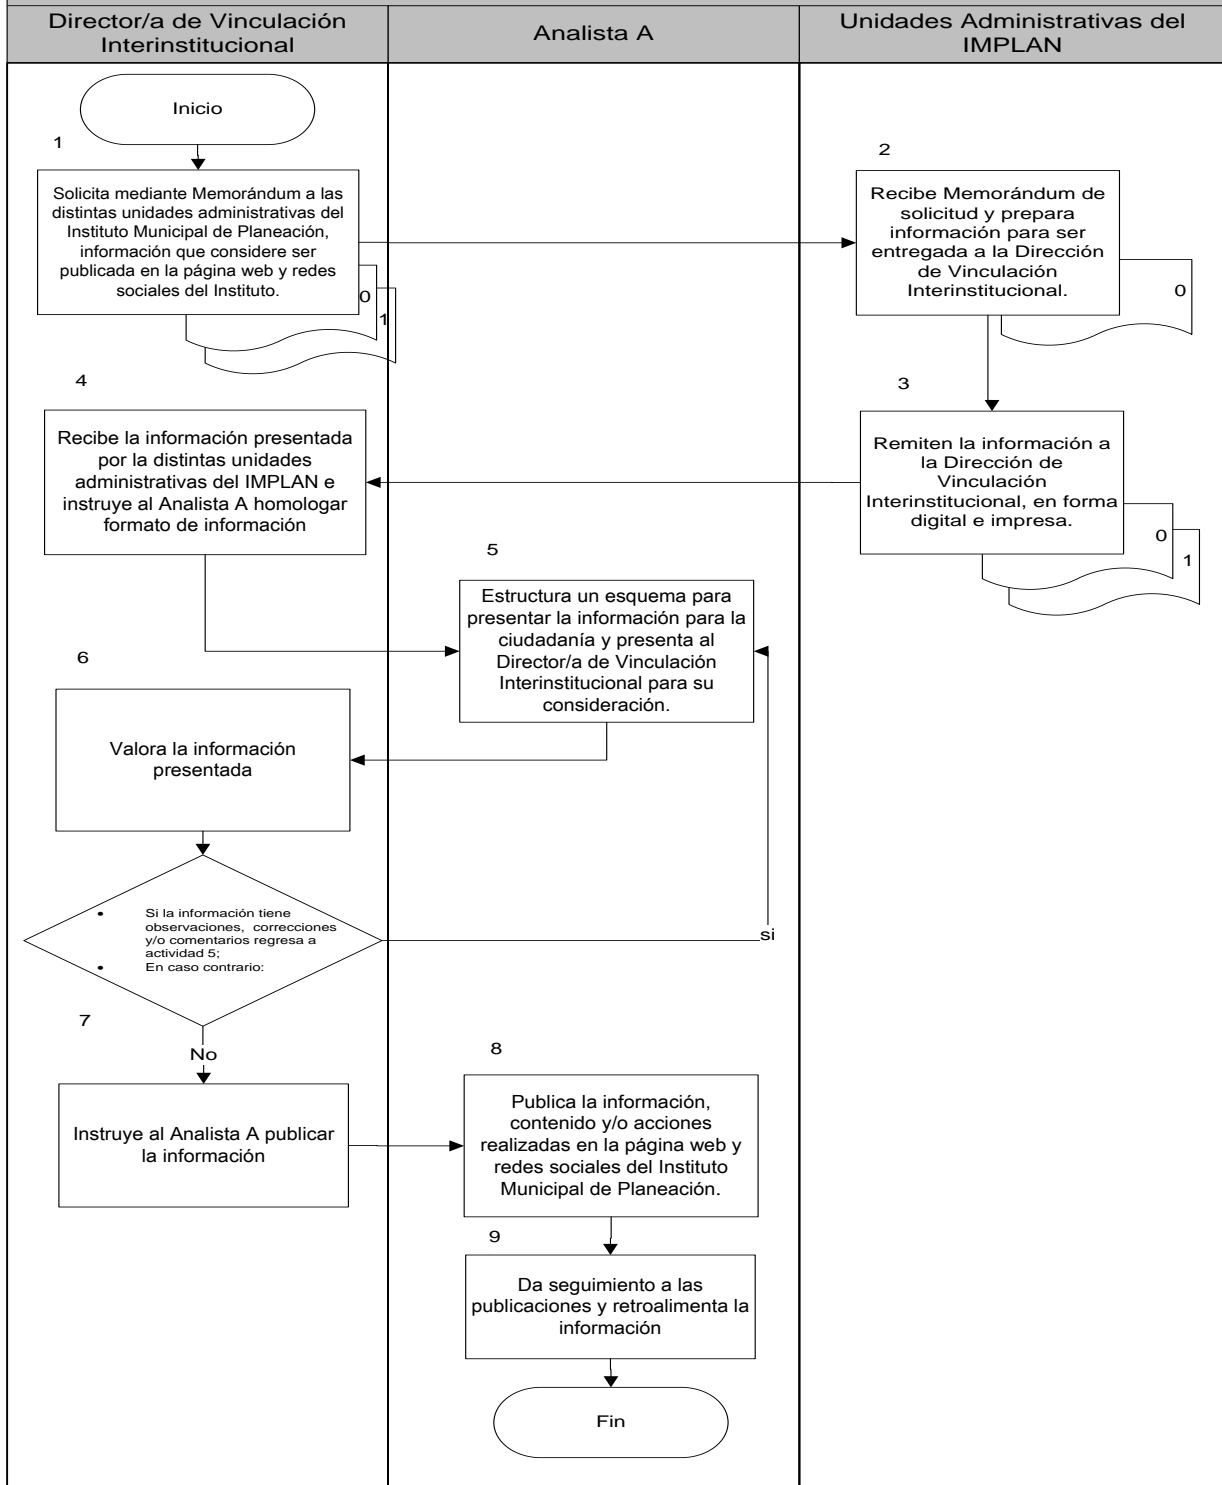 Director/a de Vinculación
Interinstitucional
Analista A
Unidades Administrativas del
IMPLAN
Inicio
1
Solicita mediante Memorándum a las
distintas unidades administrativas del
Instituto Municipal de Planeación,
información que considere ser
publicada en la página web y redes
sociales del Instituto.
0
1
2
Recibe Memorándum de
solicitud y prepara
información para ser
entregada a la Dirección
de Vinculación
Interinstitucional.
0
3
Remiten la información a
la Dirección de
Vinculación
Interinstitucional, en forma
digital e impresa.
0
1
4
Recibe la información presentada
por la distintas unidades
administrativas del IMPLAN e
instruye al Analista A homologar
formato de información
5
Estructura un esquema para
presentar la información para la
ciudadanía y presenta al
Director/a de Vinculación
Interinstitucional para su
consideración.
6
Valora la información
presentada
• Si la información tiene
observaciones, correcciones
y/o comentarios regresa a
actividad 5;
• En caso contrario:
si
7
No
Instruye al Analista A publicar
la información
8
Publica la información,
contenido y/o acciones
realizadas en la página web y
redes sociales del Instituto
Municipal de Planeación.
9
Da seguimiento a las
publicaciones y retroalimenta la
información
Fin